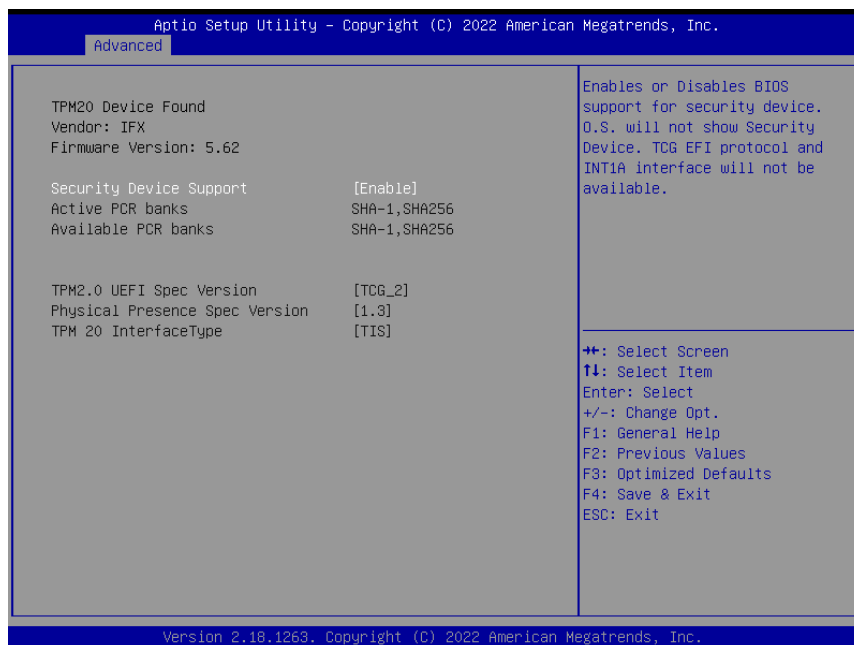 Aptio Setup Utility – Copyright (C) 2022 American Megatrends, Inc.
Advanced
TPM20 Device Found
Vendor: IFX
Firmware Version: 5.62
Security Device Support [Enable]
Active PCR banks SHA-1,SHA256
Available PCR banks SHA-1,SHA256
TPM2.0 UEFI Spec Version [TCG_2]
Physical Presence Spec Version [1.3]
TPM 20 InterfaceType [TIS]
Enables or Disables BIOS
support for security device.
O.S. will not show Security
Device. TCG EFI protocol and
INT1A interface will not be
available.
→←: Select Screen
↑↓: Select Item
Enter: Select
+/-: Change Opt.
F1: General Help
F2: Previous Values
F3: Optimized Defaults
F4: Save & Exit
ESC: Exit
Version 2.18.1263. Copyright (C) 2022 American Megatrends, Inc.